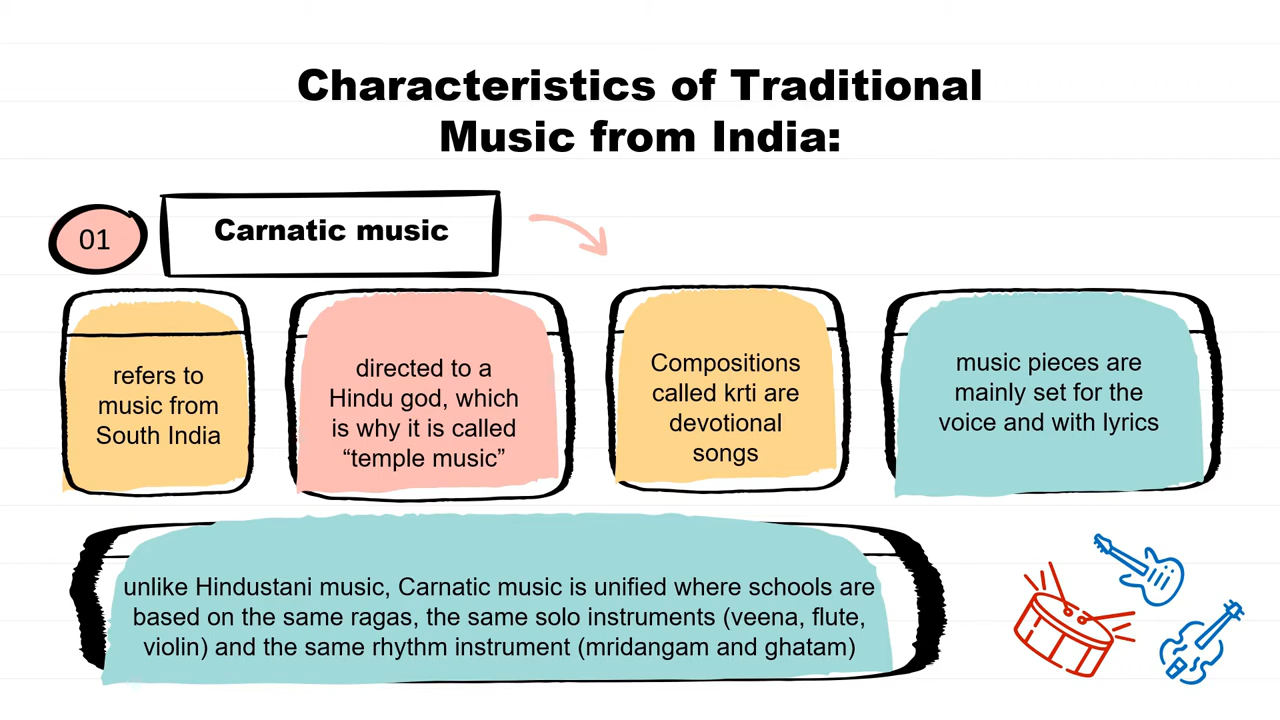 Characteristics of Traditional
Music from India:
01
Carnatic music
refers to
music from
South India
directed to a
Hindu god, which
is why it is called
“temple music”
Compositions
called krti are
devotional
songs
music pieces are
mainly set for the
voice and with lyrics
unlike Hindustani music, Carnatic music is unified where schools are
based on the same ragas, the same solo instruments (veena, flute,
violin) and the same rhythm instrument (mridangam and ghatam)